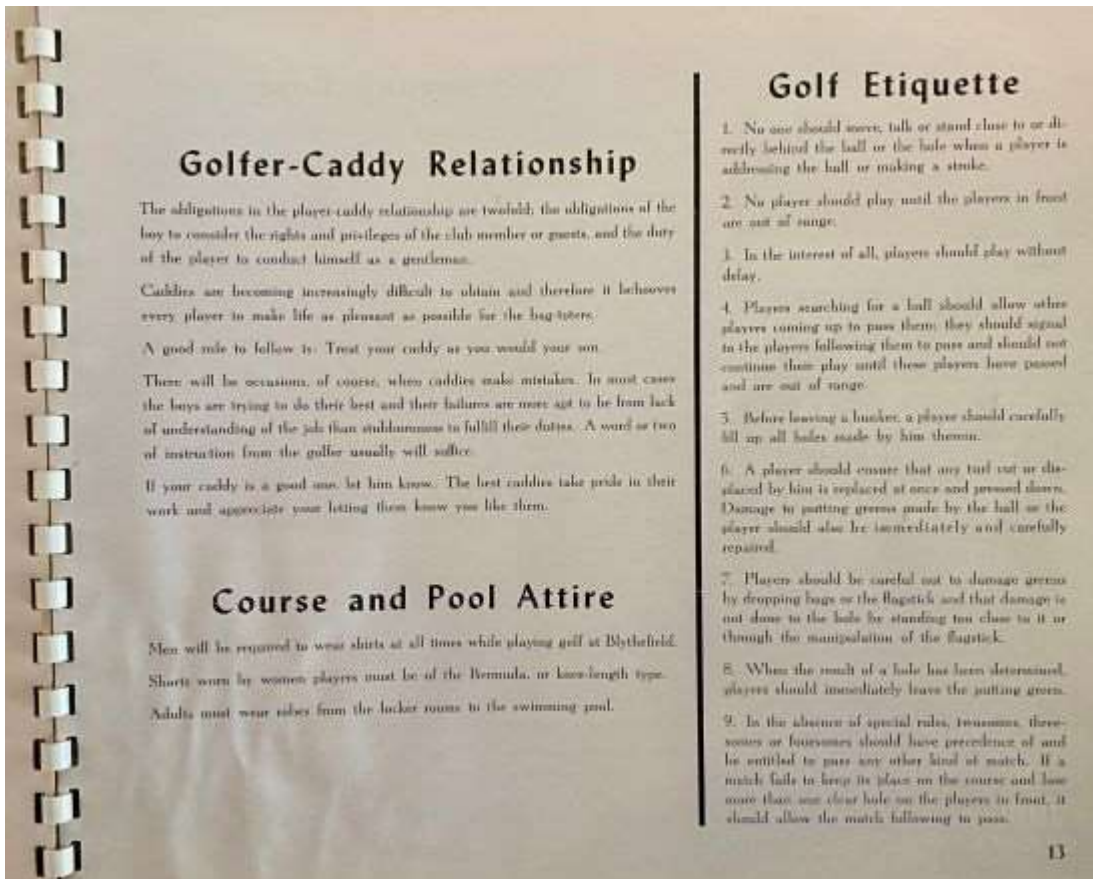 Golfer-Caddy Relationship
The obligations in the player-caddy relationship are twofold; the obligations of the
boy to consider the rights and privileges of the club member or guests, and the duty
of the player to conduct himself as a gentleman.
Caddies are becoming increasingly difficult to obtain and therefore it behooves
every player to make life as pleasant as possible for the bag-toters.
A good rule to follow is: Treat your caddy as you would your son.
There will be occasions, of course, when caddies make mistakes. In most cases
the boys are trying to do their best and their failures are more apt to be from lack
of understanding of the job than stubbornness to fulfill their duties. A word or two
of instruction from the golfer usually will suffice.
If your caddy is a good one, let him know. The best caddies take pride in their
work and appreciate your letting them know you like them.
Course and Pool Attire
Men will be required to wear shirts at all times while playing golf at Blythefield.
Shorts worn by women players must be of the Bermuda, or knee-length type.
Adults must wear robes from the locker rooms to the swimming pool.
Golf Etiquette
1. No one should move, talk or stand close to or di-
rectly behind the ball or the hole when a player is
addressing the ball or making a stroke.
2. No player should play until the players in front
are out of range.
3. In the interest of all, players should play without
delay.
4. Players searching for a ball should allow other
players coming up to pass them; they should signal
to the players following them to pass and should not
continue their play until these players have passed
and are out of range.
5. Before leaving a bunker, a player should carefully
fill up all holes made by him therein.
6. A player should ensure that any turf cut or dis-
placed by him is replaced at once and pressed down.
Damage to putting greens made by the ball or the
player should also be immediately and carefully
repaired.
7. Players should be careful not to damage greens
by dropping bags or the flagstick and that damage is
not done to the hole by standing too close to it or
through the manipulation of the flagstick.
8. When the result of a hole has been determined,
players should immediately leave the putting green.
9. In the absence of special rules, twosomes, three-
somes or foursomes should have precedence of and
be entitled to pass any other kind of match. If a
match fails to keep its place on the course and lose
more than one clear hole on the players in front, it
should allow the match following to pass.
13